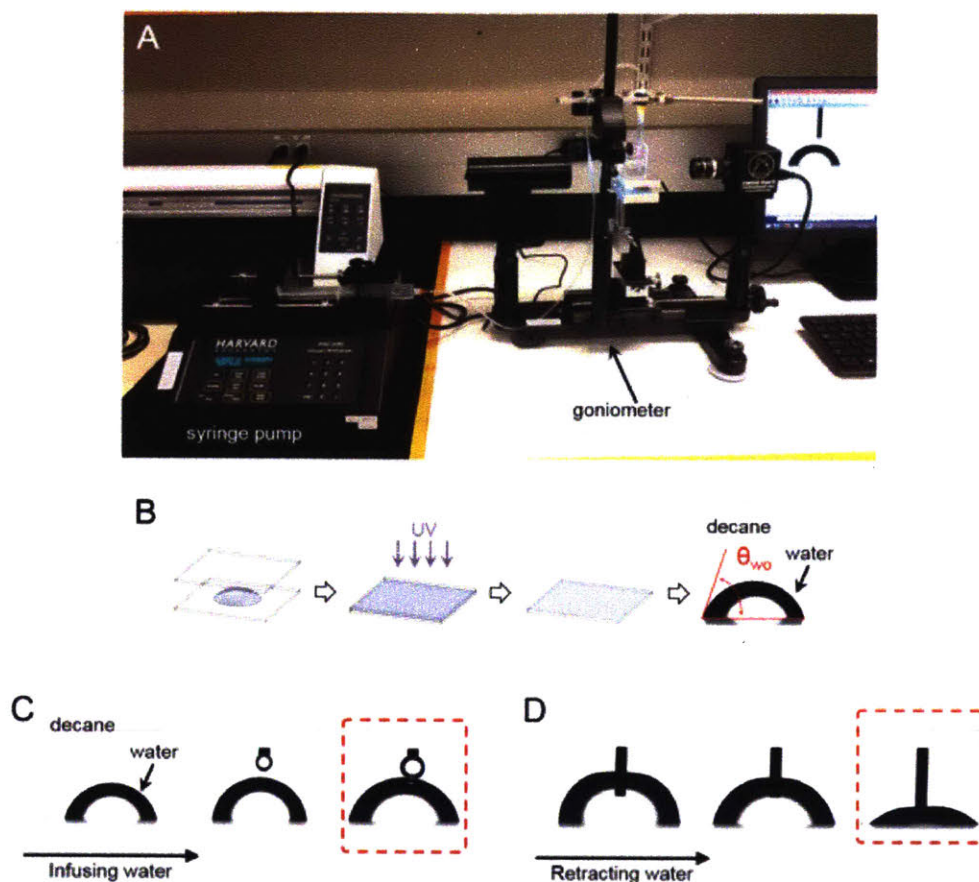 A
HARVARD
syringe pump
goniometer
B
UV
decane
θwo
water
C
decane
water
Infusing water
D
Retracting water